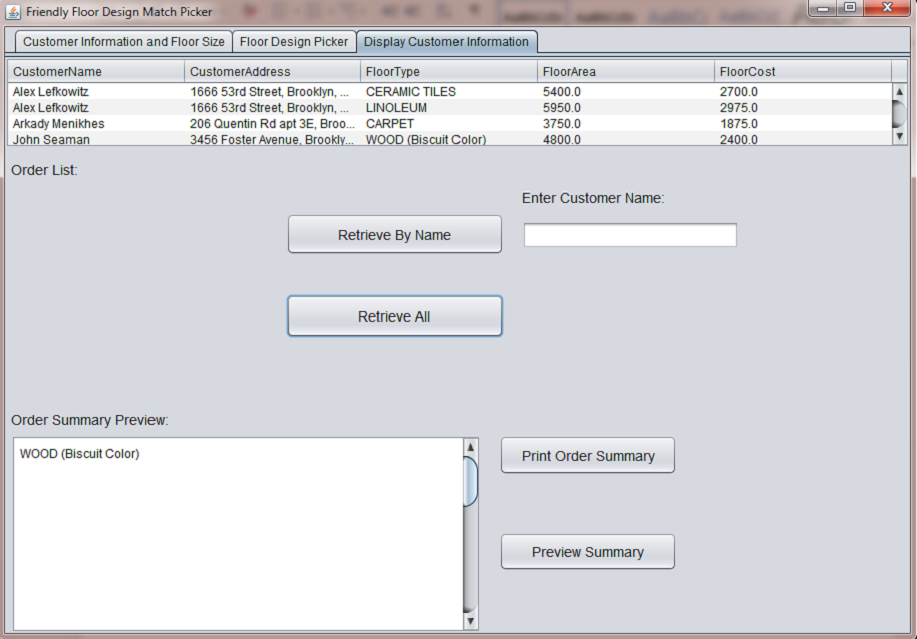 Friendly Floor Design Match Picker
Customer Information and Floor Size Floor Design Picker Display Customer Information
CustomerName CustomerAddress FloorType FloorArea FloorCost
Alex Lefkowitz 1666 53rd Street, Brooklyn, ... CERAMIC TILES 5400.0 2700.0
Alex Lefkowitz 1666 53rd Street, Brooklyn, ... LINOLEUM 5950.0 2975.0
Arkady Menikhes 206 Quentin Rd apt 3E, Broo... CARPET 3750.0 1875.0
John Seaman 3456 Foster Avenue, Brookly... WOOD (Biscuit Color) 4800.0 2400.0
Order List:
Enter Customer Name:
Retrieve By Name
Retrieve All
Order Summary Preview:
WOOD (Biscuit Color)
Print Order Summary
Preview Summary